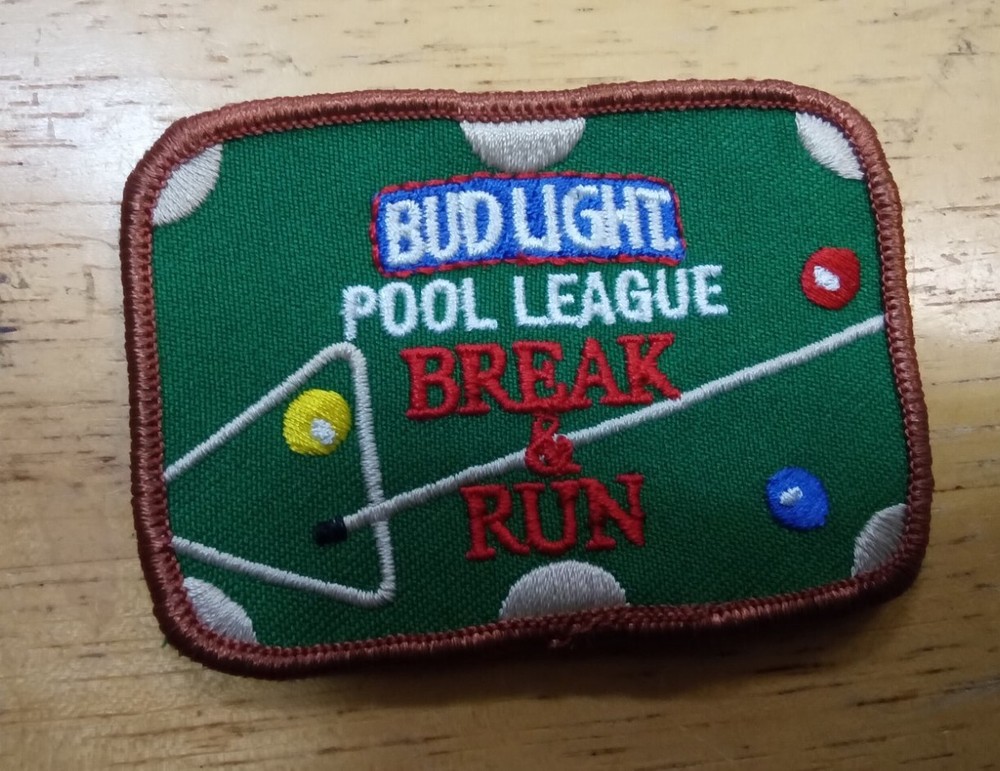 BUD LIGHT
POOL LEAGUE
BREAK
&
RUN